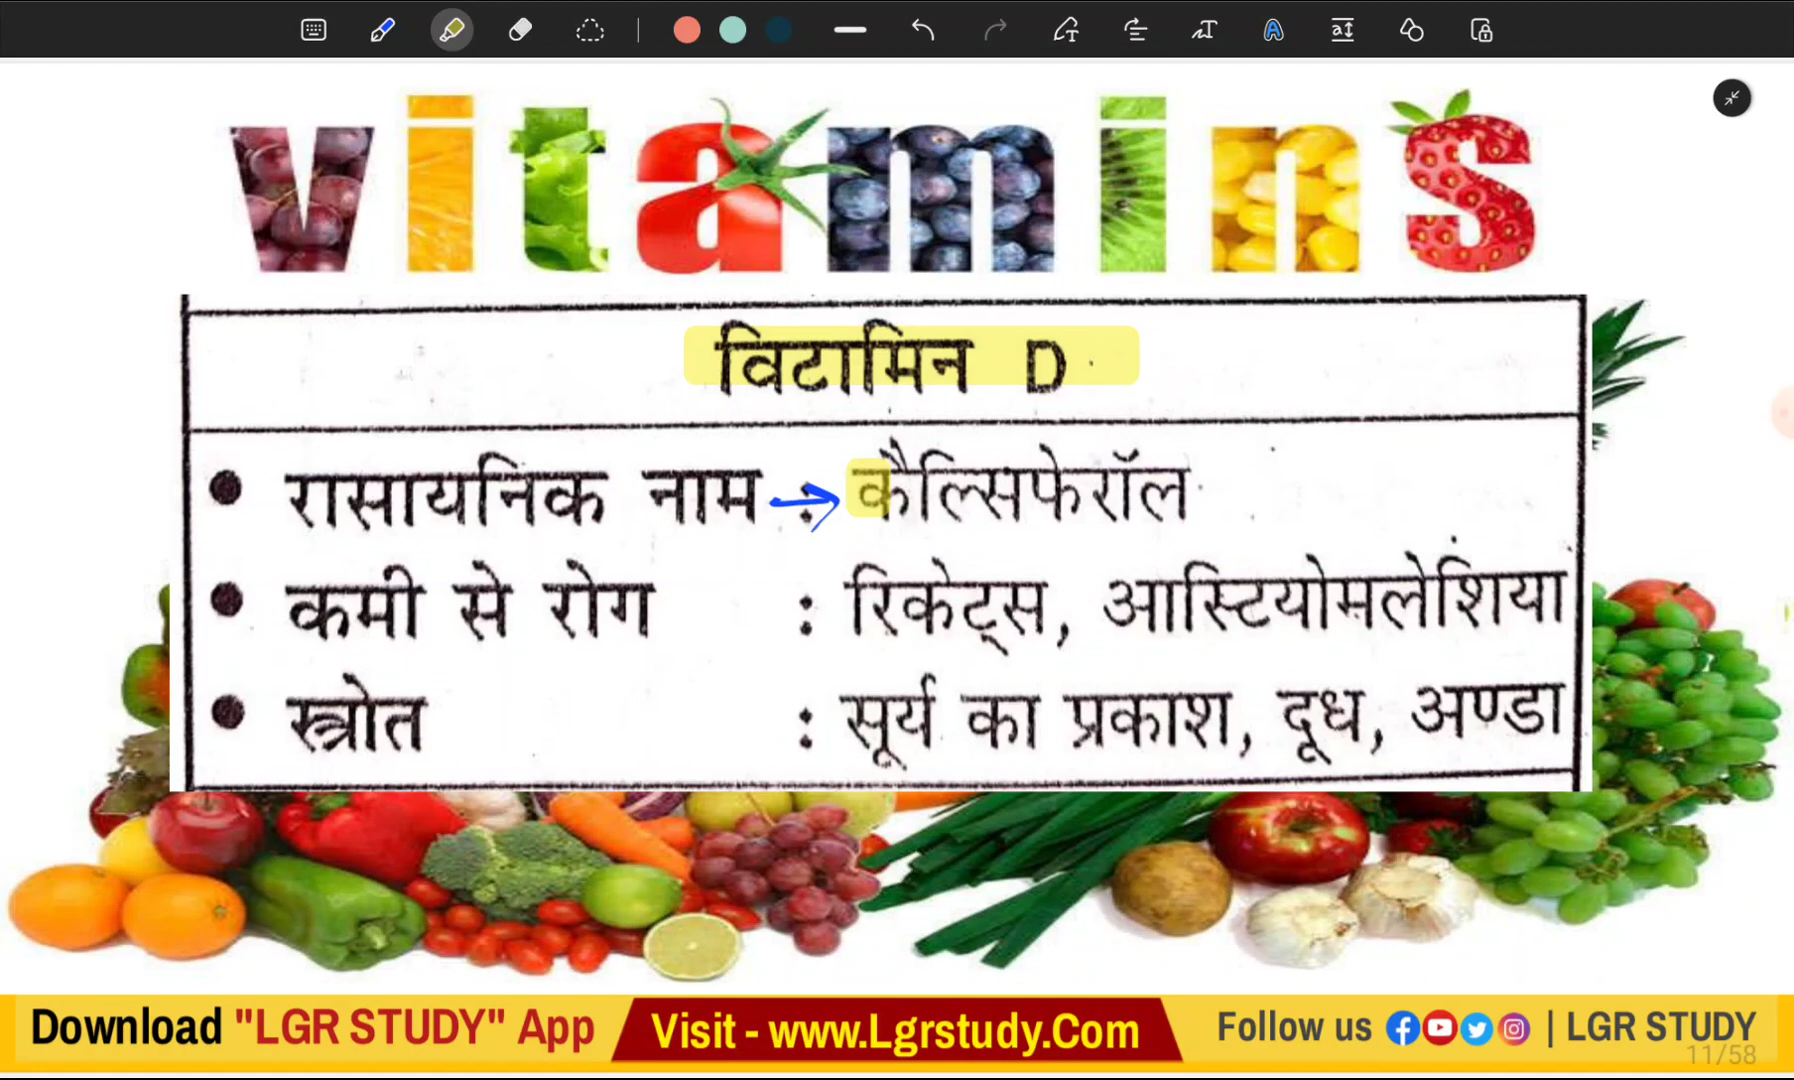 vitamins
विटामिन D
• रासायनिक नाम : कैल्सिफेरॉल
• कमी से रोग : रिकेट्स, आस्टियोमलेशिया
• स्त्रोत : सूर्य का प्रकाश, दूध, अण्डा
Download "LGR STUDY" App Visit - www.Lgrstudy.Com Follow us | LGR STUDY
11/58